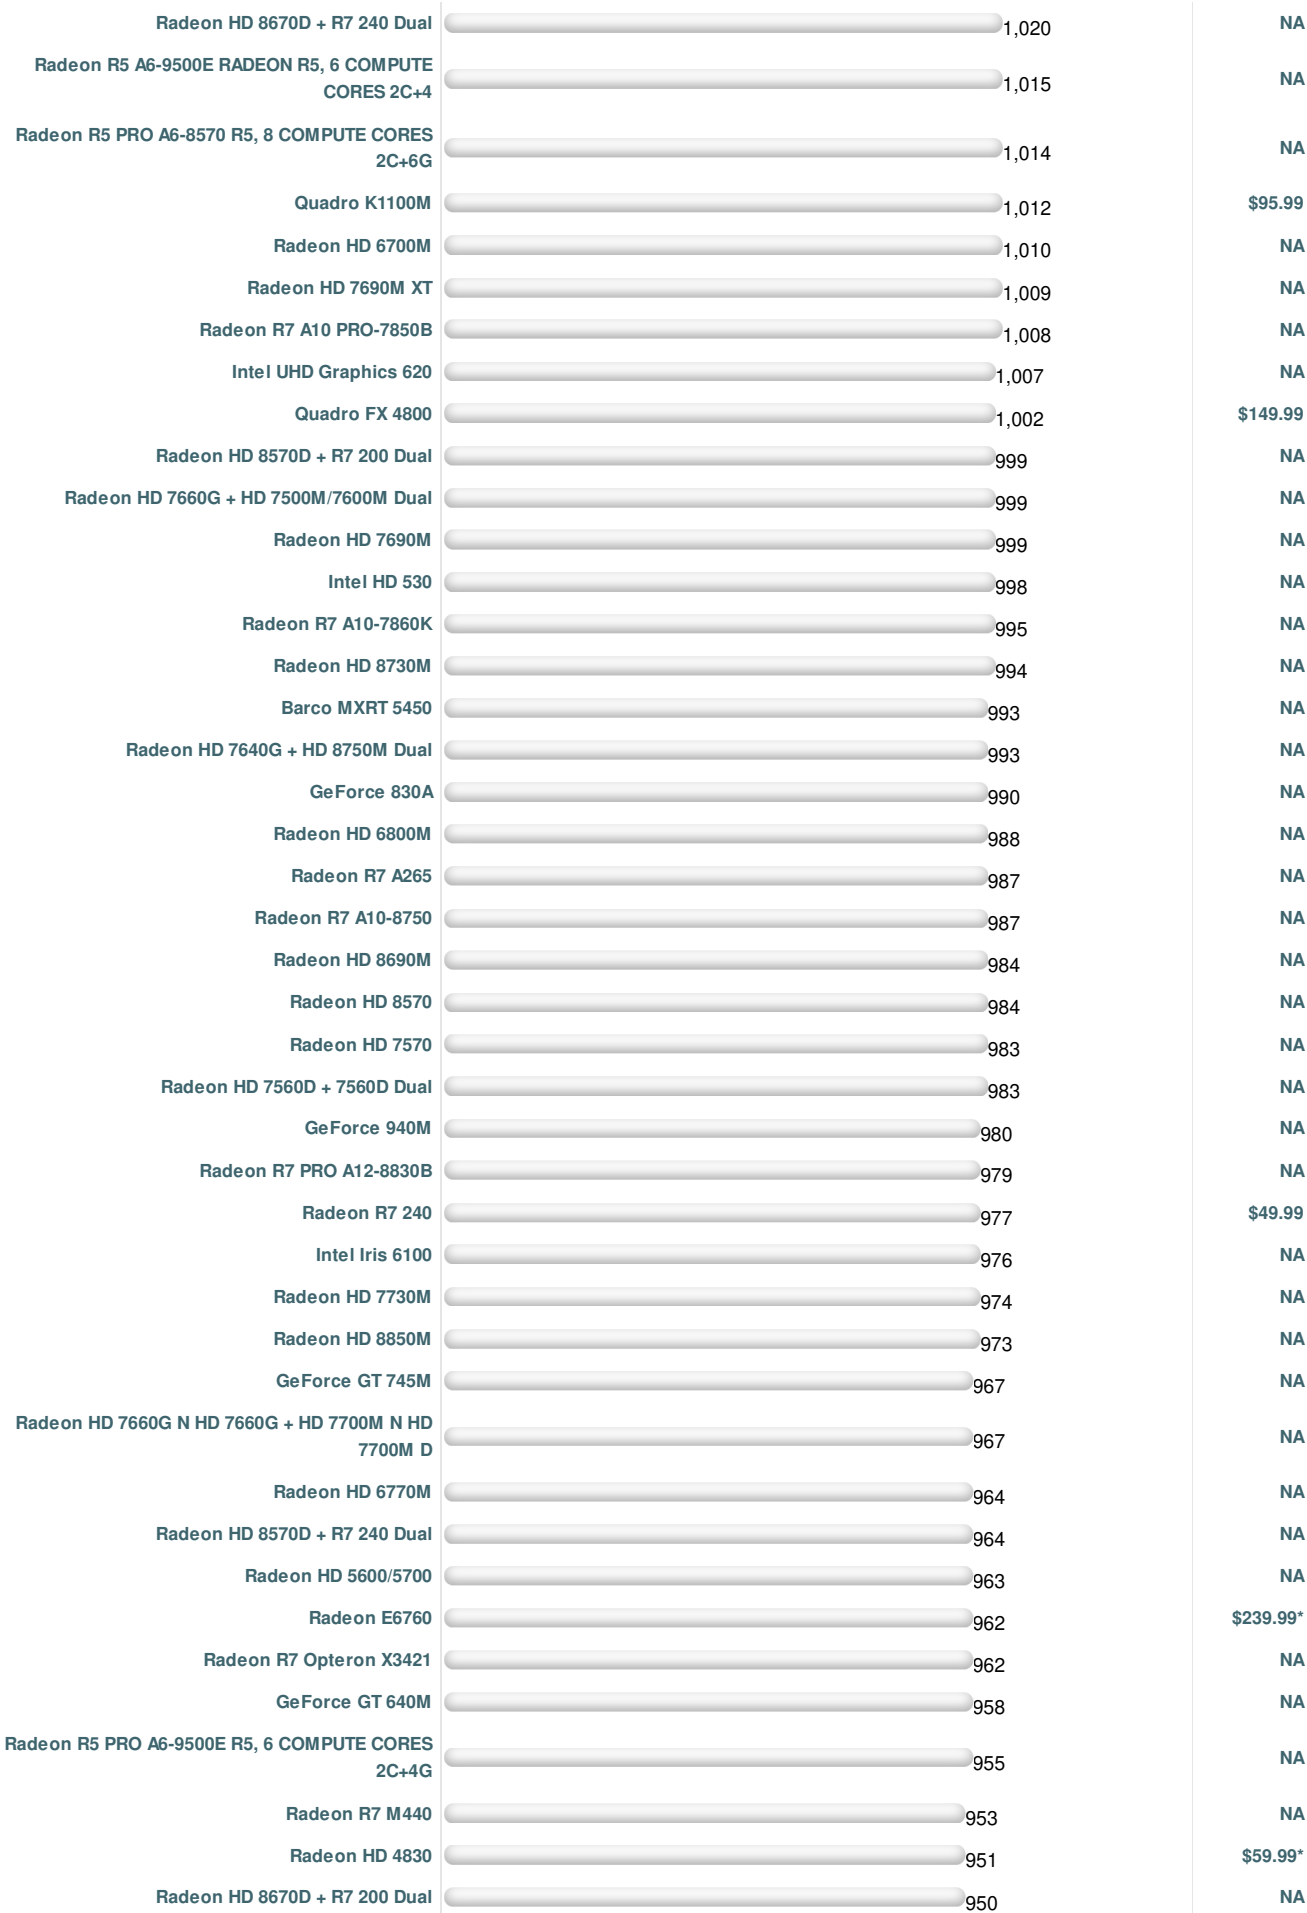 Radeon HD 8670D + R7 240 Dual 1,020 NA
Radeon R5 A6-9500E RADEON R5, 6 COMPUTE
CORES 2C+4 1,015 NA
Radeon R5 PRO A6-8570 R5, 8 COMPUTE CORES
2C+6G 1,014 NA
Quadro K1100M 1,012 $95.99
Radeon HD 6700M 1,010 NA
Radeon HD 7690M XT 1,009 NA
Radeon R7 A10 PRO-7850B 1,008 NA
Intel UHD Graphics 620 1,007 NA
Quadro FX 4800 1,002 $149.99
Radeon HD 8570D + R7 200 Dual 999 NA
Radeon HD 7660G + HD 7500M/7600M Dual 999 NA
Radeon HD 7690M 999 NA
Intel HD 530 998 NA
Radeon R7 A10-7860K 995 NA
Radeon HD 8730M 994 NA
Barco MXRT 5450 993 NA
Radeon HD 7640G + HD 8750M Dual 993 NA
GeForce 830A 990 NA
Radeon HD 6800M 988 NA
Radeon R7 A265 987 NA
Radeon R7 A10-8750 987 NA
Radeon HD 8690M 984 NA
Radeon HD 8570 984 NA
Radeon HD 7570 983 NA
Radeon HD 7560D + 7560D Dual 983 NA
GeForce 940M 980 NA
Radeon R7 PRO A12-8830B 979 NA
Radeon R7 240 977 $49.99
Intel Iris 6100 976 NA
Radeon HD 7730M 974 NA
Radeon HD 8850M 973 NA
GeForce GT 745M 967 NA
Radeon HD 7660G N HD 7660G + HD 7700M N HD
7700M D 967 NA
Radeon HD 6770M 964 NA
Radeon HD 8570D + R7 240 Dual 964 NA
Radeon HD 5600/5700 963 NA
Radeon E6760 962 $239.99*
Radeon R7 Opteron X3421 962 NA
GeForce GT 640M 958 NA
Radeon R5 PRO A6-9500E R5, 6 COMPUTE CORES
2C+4G 955 NA
Radeon R7 M440 953 NA
Radeon HD 4830 951 $59.99*
Radeon HD 8670D + R7 200 Dual 950 NA